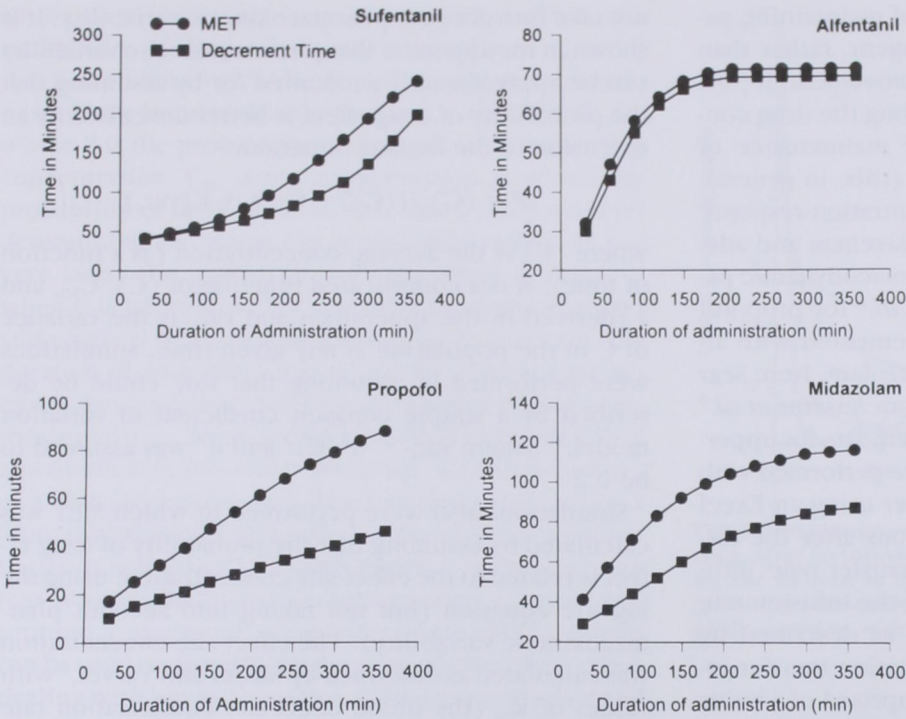 Sufentanil
MET
Decrement Time
Time in Minutes
300
250
200
150
100
50
0
0 50 100 150 200 250 300 350 400
Duration of Administration (min)
Alfentanil
Time in Minutes
80
70
60
50
40
30
20
0 50 100 150 200 250 300 350 400
Duration of administration (min)
Propofol
Time in Minutes
100
80
60
40
20
50 100 150 200 250 300 350 400
Duration of Administration (min)
Midazolam
Time in Minutes
140
120
100
80
60
40
20
50 100 150 200 250 300 350 400
Duration of administration (min)